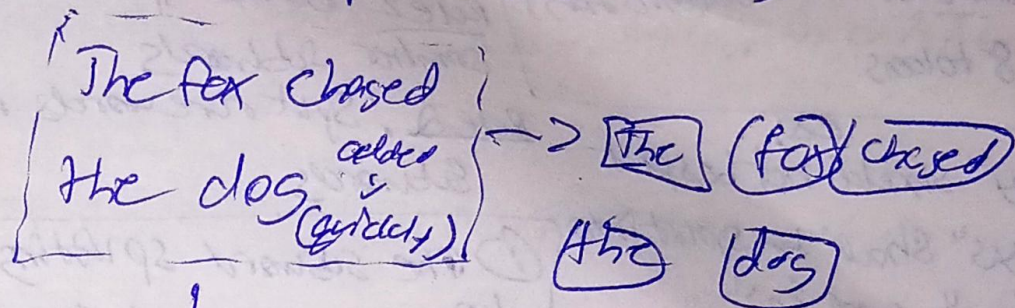 The fox chased
the dog added
(quickly)
the fox chased
the dog